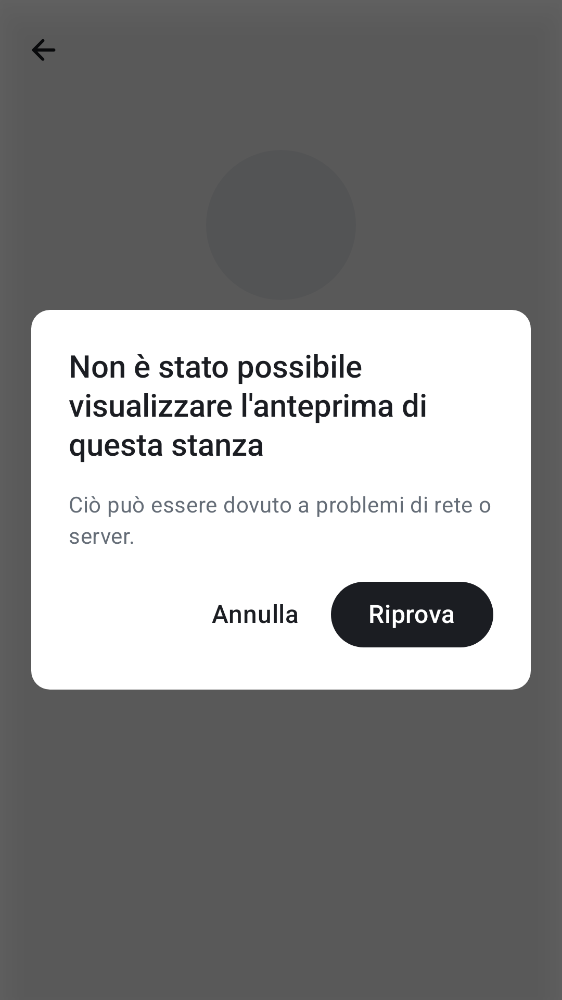 Non è stato possibile
visualizzare l'anteprima di
questa stanza
Ciò può essere dovuto a problemi di rete o
server.
Annulla
Riprova